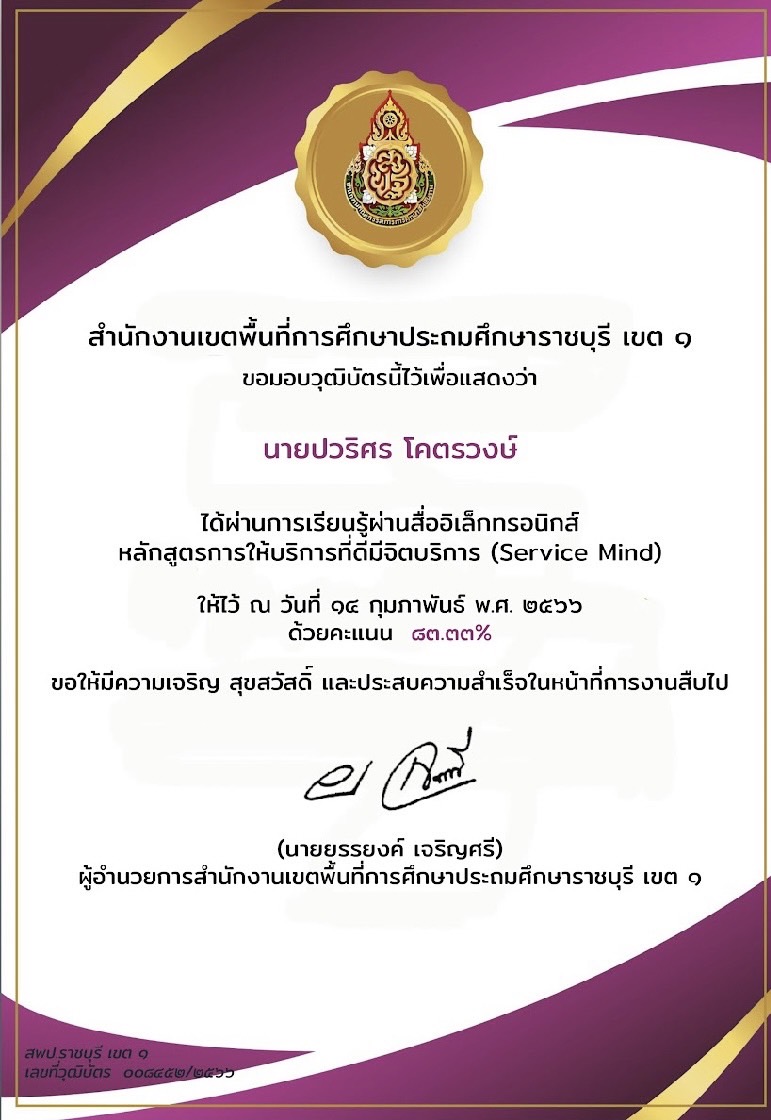 สำนักงานเขตพื้นที่การศึกษาประถมศึกษาราชบุรี เขต ๑
ขอมอบวุฒิบัตรนี้ไว้เพื่อแสดงว่า
นายปวริศร โคตรวงษ์
ได้ผ่านการเรียนรู้ผ่านสื่ออิเล็กทรอนิกส์
หลักสูตรการให้บริการที่ดีมีจิตบริการ (Service Mind)
ให้ไว้ ณ วันที่ ๑๔ กุมภาพันธ์ พ.ศ. ๒๕๖๖
ด้วยคะแนน ๘๓.๓๓%
ขอให้มีความเจริญ สุขสวัสดิ์ และประสบความสำเร็จในหน้าที่การงานสืบไป
(นายยรรยงค์ เจริญศรี)
ผู้อำนวยการสำนักงานเขตพื้นที่การศึกษาประถมศึกษาราชบุรี เขต ๑
สพป.ราชบุรี เขต ๑
เลขที่วุฒิบัตร ๐๐๘๔๕๒/๒๕๖๖